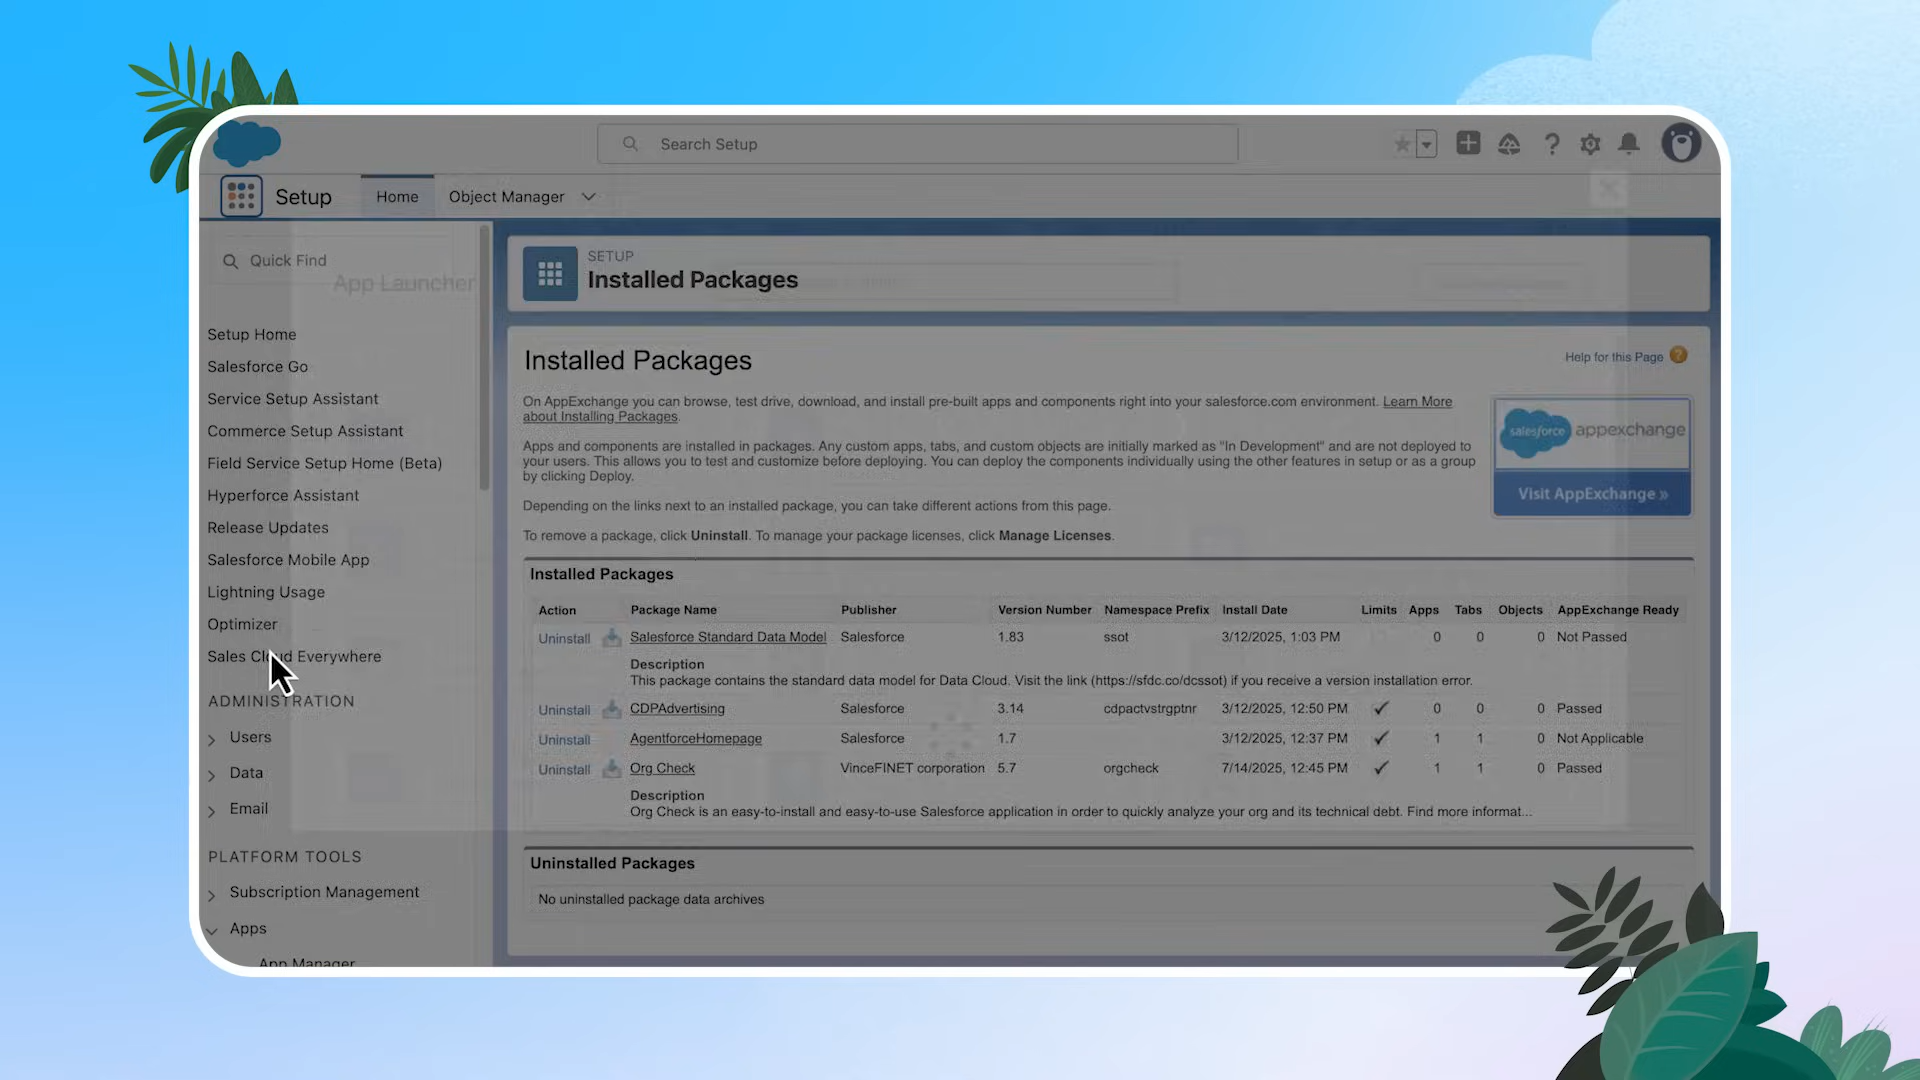 Search Setup
Setup
Home
Object Manager
Quick Find
App Launcher
Setup Home
Salesforce Go
Service Setup Assistant
Commerce Setup Assistant
Field Service Setup Home (Beta)
Hyperforce Assistant
Release Updates
Salesforce Mobile App
Lightning Usage
Optimizer
Sales Cloud Everywhere
ADMINISTRATION
Users
Data
Email
PLATFORM TOOLS
Subscription Management
Apps
App Manager
SETUP
Installed Packages
Installed Packages
Help for this Page ?
On AppExchange you can browse, test drive, download, and install pre-built apps and components right into your salesforce.com environment. Learn More
about Installing Packages.
Apps and components are installed in packages. Any custom apps, tabs, and custom objects are initially marked as "In Development" and are not deployed to
your users. This allows you to test and customize before deploying. You can deploy the components individually using the other features in setup or as a group
by clicking Deploy.
Depending on the links next to an installed package, you can take different actions from this page.
To remove a package, click Uninstall. To manage your package licenses, click Manage Licenses.
salesforce appexchange
Visit AppExchange »
Installed Packages
Action Package Name Publisher Version Number Namespace Prefix Install Date Limits Apps Tabs Objects AppExchange Ready
Uninstall Salesforce Standard Data Model Salesforce 1.83 ssot 3/12/2025, 1:03 PM 0 0 0 Not Passed
Description
This package contains the standard data model for Data Cloud. Visit the link (https://sfdc.co/dcssot) if you receive a version installation error.
Uninstall CDPAdvertising Salesforce 3.14 cdpactvstrgptnr 3/12/2025, 12:50 PM ✓ 0 0 0 Passed
Uninstall AgentforceHomepage Salesforce 1.7 3/12/2025, 12:37 PM ✓ 1 1 0 Not Applicable
Uninstall Org Check VinceFINET corporation 5.7 orgcheck 7/14/2025, 12:45 PM ✓ 1 1 0 Passed
Description
Org Check is an easy-to-install and easy-to-use Salesforce application in order to quickly analyze your org and its technical debt. Find more informat...
Uninstalled Packages
No uninstalled package data archives